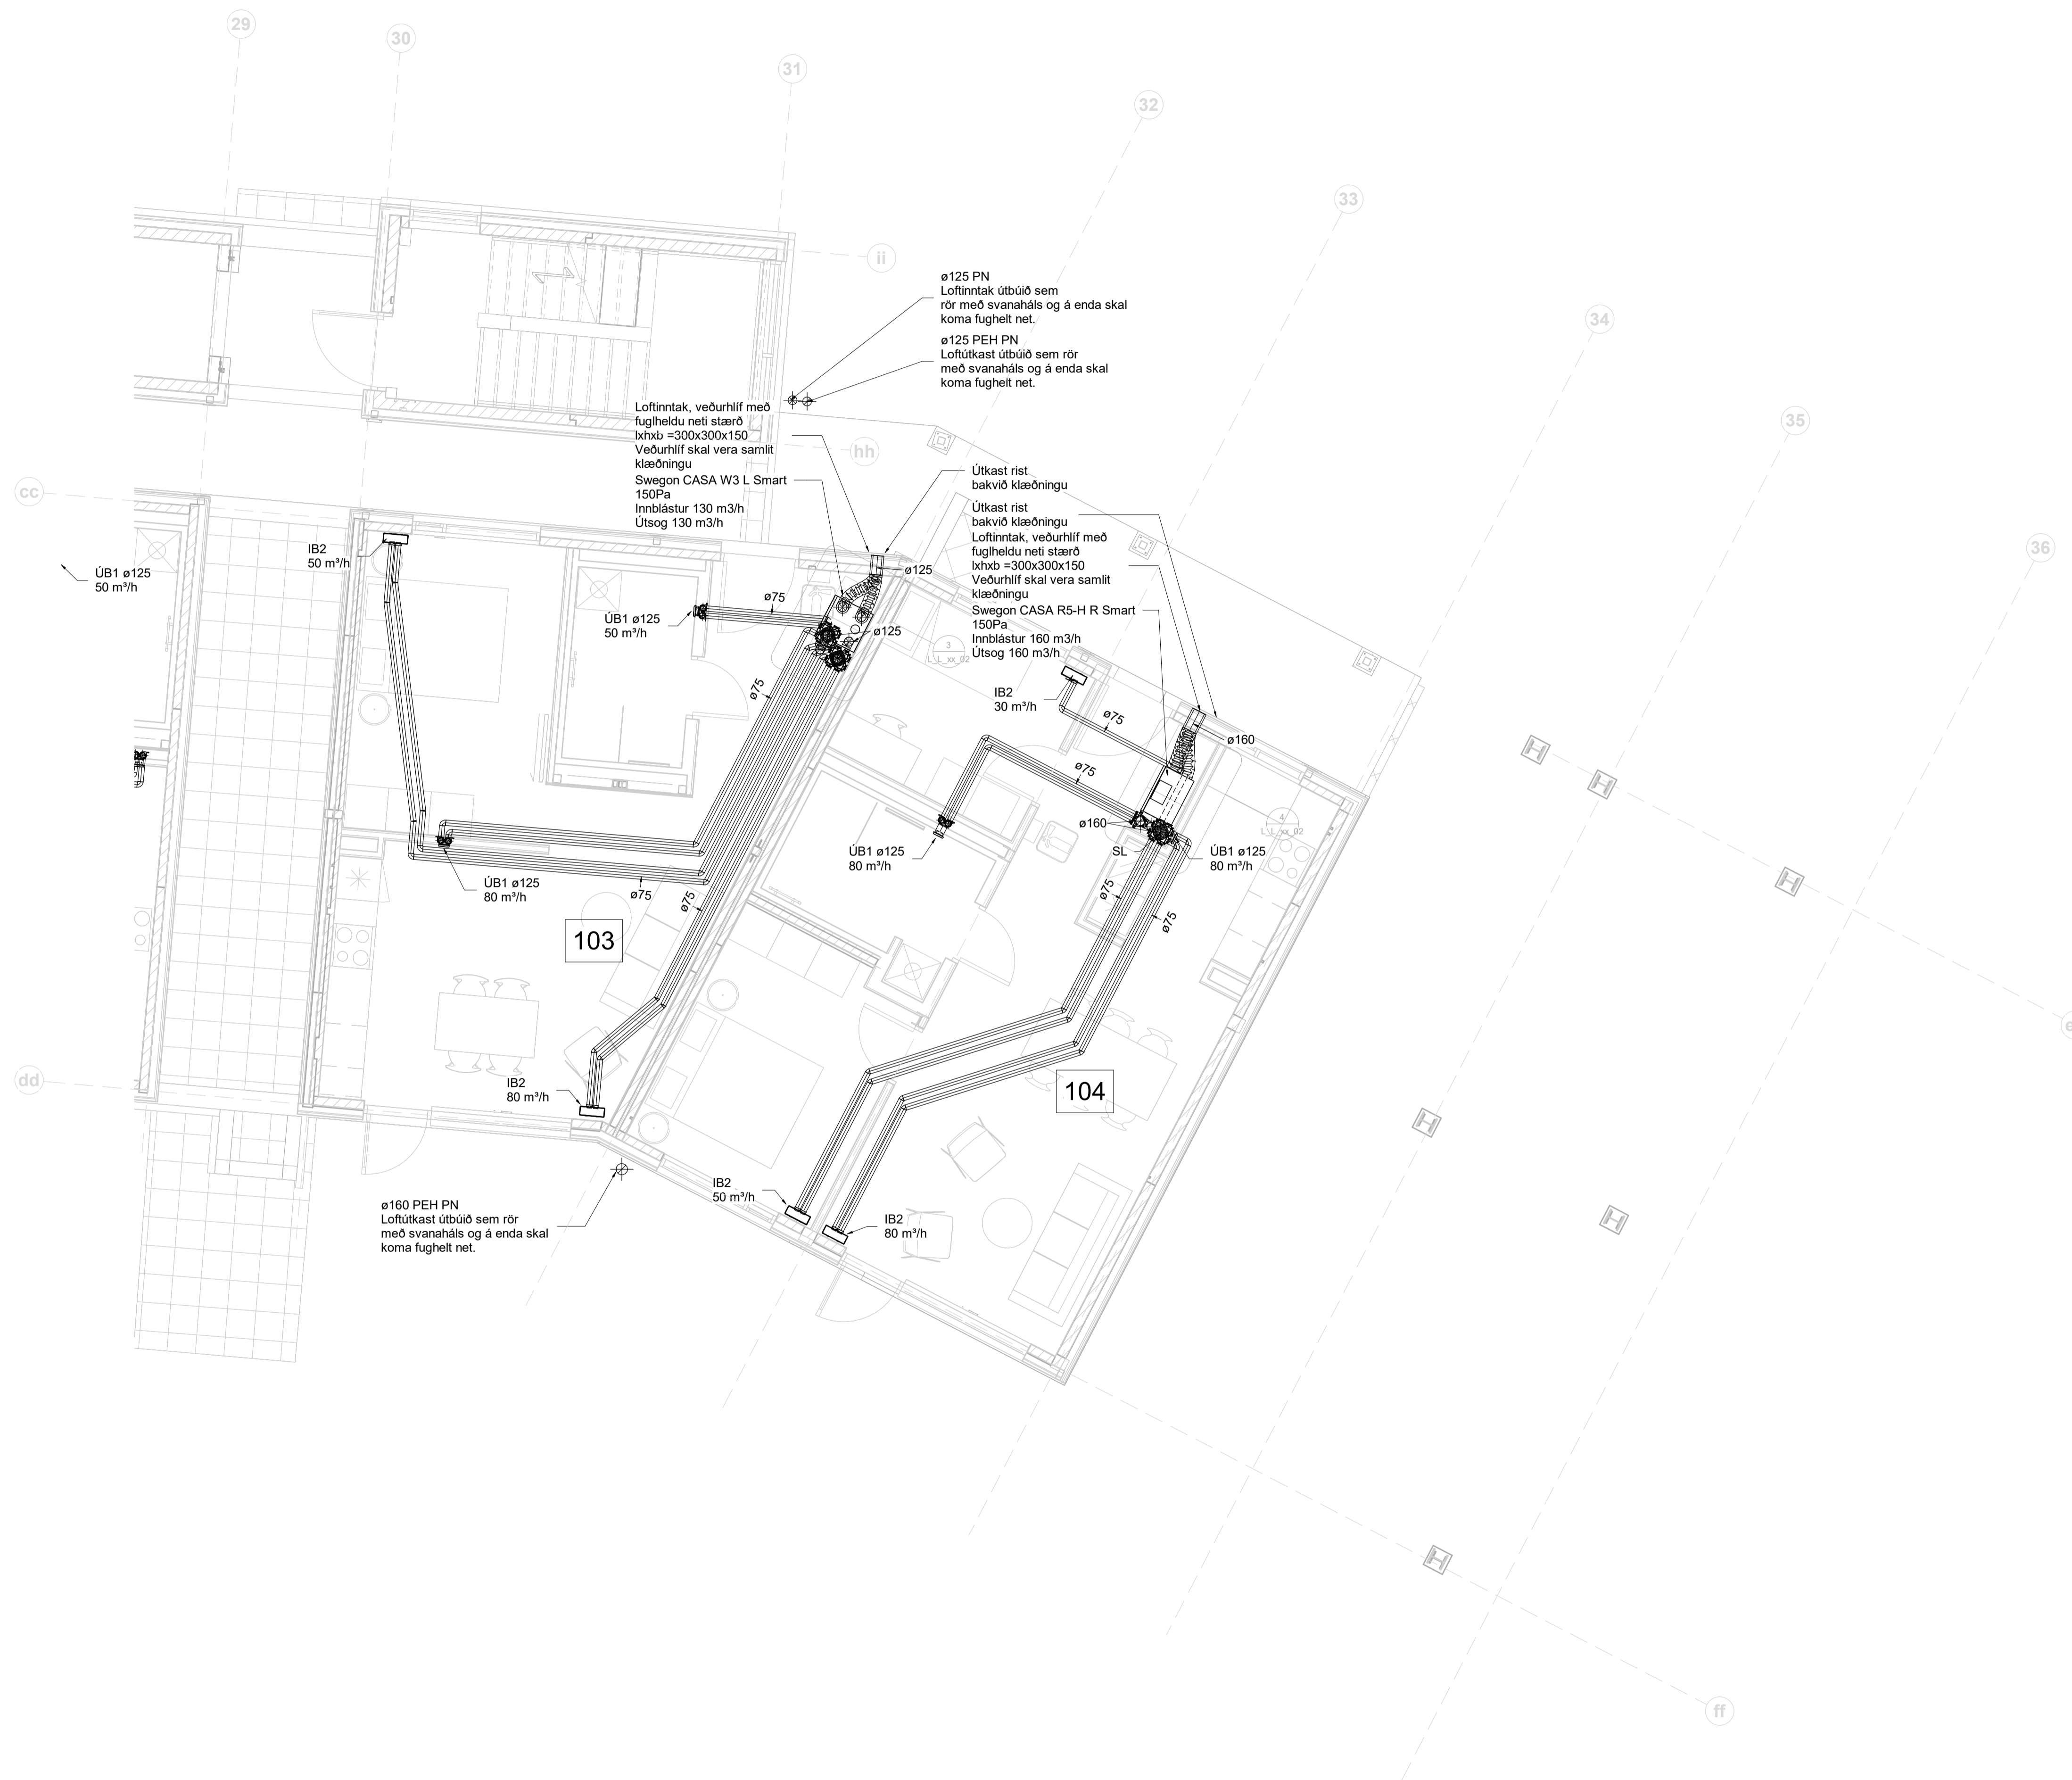 29
30
31
32
33
34
35
36
ii
hh
cc
dd
ff
ø125 PN
Loftinntak útbúið sem
rör með svanaháls og á enda skal
koma fughelt net.
ø125 PEH PN
Loftútkast útbúið sem rör
með svanaháls og á enda skal
koma fughelt net.
Loftinntak, veðurhlíf með
fuglheldu neti stærð
lxhxb =300x300x150
Veðurhlíf skal vera samlit
klæðningu
Swegon CASA W3 L Smart
150Pa
Innblástur 130 m3/h
Útsog 130 m3/h
Útkast rist
bakvið klæðningu
Útkast rist
bakvið klæðningu
Loftinntak, veðurhlíf með
fuglheldu neti stærð
lxhxb =300x300x150
Veðurhlíf skal vera samlit
klæðningu
Swegon CASA R5-H R Smart
150Pa
Innblástur 160 m3/h
Útsog 160 m3/h
IB2
50 m³/h
ÚB1 ø125
50 m³/h
ÚB1 ø125
50 m³/h
ø75
ø125
ø125
3
L_L_xx_02
ø75
IB2
30 m³/h
ø75
ø160
ø75
ø160
SL
4
L_L_xx_02
ÚB1 ø125
80 m³/h
ÚB1 ø125
80 m³/h
ÚB1 ø125
80 m³/h
ø75
ø75
ø75
ø75
103
104
IB2
80 m³/h
IB2
50 m³/h
IB2
80 m³/h
ø160 PEH PN
Loftútkast útbúið sem rör
með svanaháls og á enda skal
koma fughelt net.